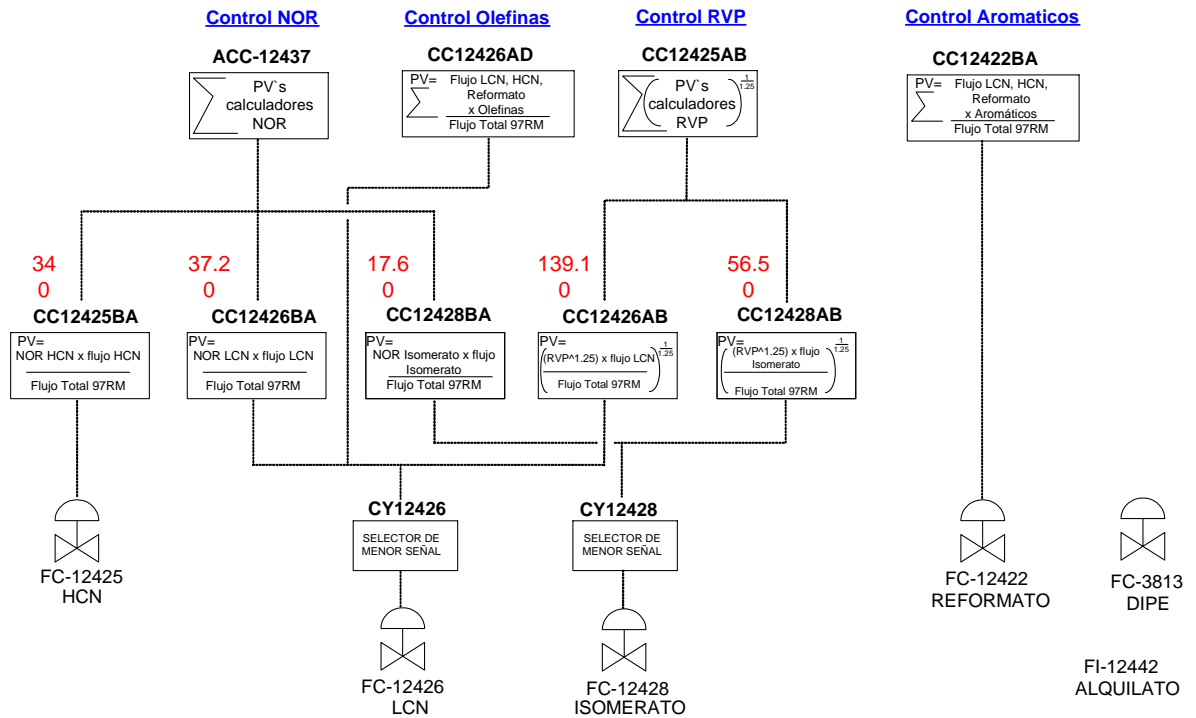 Control NOR
Control Olefinas
Control RVP
Control Aromaticos
ACC-12437
CC12426AD
CC12425AB
CC12422BA
∑
PV`s
calculadores
NOR
PV= Flujo LCN, HCN,
Reformato
x Olefinas
∑
Flujo Total 97RM
∑
(PV`s
calculadores
RVP)
1
1.25
PV= Flujo LCN, HCN,
Reformato
x Aromáticos
∑
Flujo Total 97RM
34
0
37.2
0
17.6
0
139.1
0
56.5
0
CC12425BA
CC12426BA
CC12428BA
CC12426AB
CC12428AB
PV=
NOR HCN x flujo HCN
Flujo Total 97RM
PV=
NOR LCN x flujo LCN
Flujo Total 97RM
PV=
NOR Isomerato x flujo
Isomerato
Flujo Total 97RM
PV=
((RVP^1.25) x flujo LCN
Flujo Total 97RM)
1
1.25
PV=
((RVP^1.25) x flujo
Isomerato
Flujo Total 97RM)
1
1.25
CY12426
SELECTOR DE
MENOR SEÑAL
CY12428
SELECTOR DE
MENOR SEÑAL
FC-12425
HCN
FC-12426
LCN
FC-12428
ISOMERATO
FC-12422
REFORMATO
FC-3813
DIPE
FI-12442
ALQUILATO